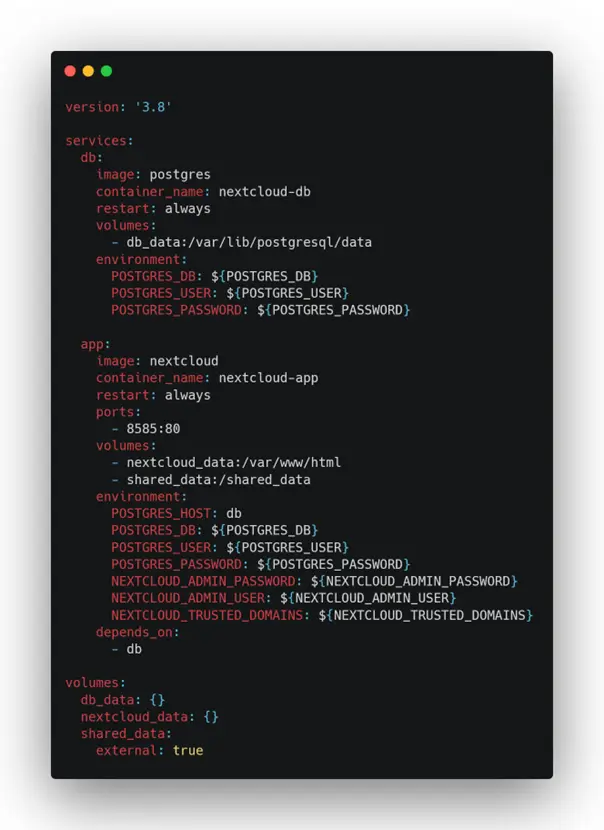 version: '3.8'

services:
  db:
    image: postgres
    container_name: nextcloud-db
    restart: always
    volumes:
      - db_data:/var/lib/postgresql/data
    environment:
      POSTGRES_DB: ${POSTGRES_DB}
      POSTGRES_USER: ${POSTGRES_USER}
      POSTGRES_PASSWORD: ${POSTGRES_PASSWORD}

  app:
    image: nextcloud
    container_name: nextcloud-app
    restart: always
    ports:
      - 8585:80
    volumes:
      - nextcloud_data:/var/www/html
      - shared_data:/shared_data
    environment:
      POSTGRES_HOST: db
      POSTGRES_DB: ${POSTGRES_DB}
      POSTGRES_USER: ${POSTGRES_USER}
      POSTGRES_PASSWORD: ${POSTGRES_PASSWORD}
      NEXTCLOUD_ADMIN_PASSWORD: ${NEXTCLOUD_ADMIN_PASSWORD}
      NEXTCLOUD_ADMIN_USER: ${NEXTCLOUD_ADMIN_USER}
      NEXTCLOUD_TRUSTED_DOMAINS: ${NEXTCLOUD_TRUSTED_DOMAINS}
    depends_on:
      - db

volumes:
  db_data: {}
  nextcloud_data: {}
  shared_data:
    external: true